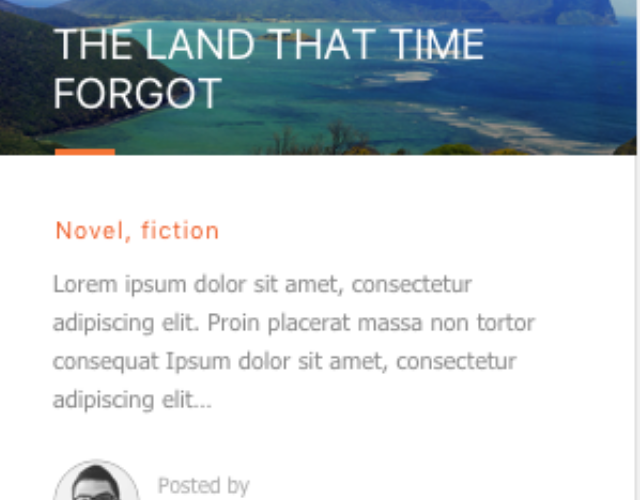 THE LAND THAT TIME
FORGOT
Novel, fiction
Lorem ipsum dolor sit amet, consectetur
adipiscing elit. Proin placerat massa non tortor
consequat Ipsum dolor sit amet, consectetur
adipiscing elit...
Posted by